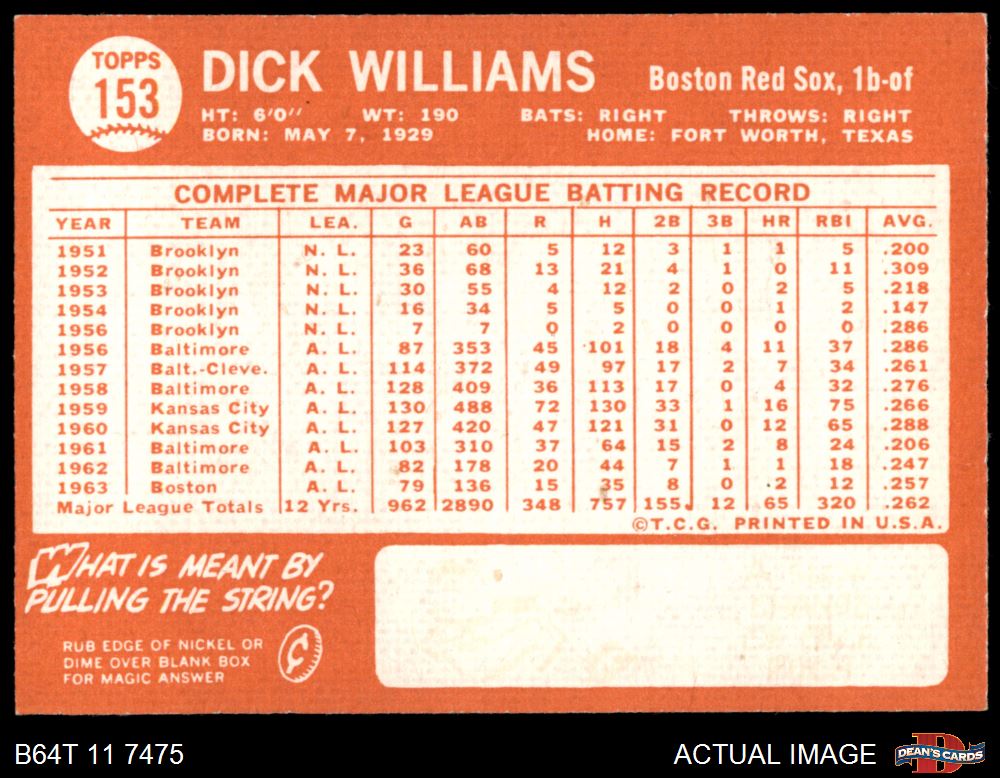 TOPPS
153
DICK WILLIAMS Boston Red Sox, 1b-of
HT: 6'0" WT: 190 BATS: RIGHT THROWS: RIGHT
BORN: MAY 7, 1929 HOME: FORT WORTH, TEXAS
COMPLETE MAJOR LEAGUE BATTING RECORD
YEAR TEAM LEA. G AB R H 2B 3B HR RBI AVG.
1951 Brooklyn N. L. 23 60 5 12 3 1 1 5 .200
1952 Brooklyn N. L. 36 68 13 21 4 1 0 11 .309
1953 Brooklyn N. L. 30 55 4 12 2 0 2 5 .218
1954 Brooklyn N. L. 16 34 5 5 0 0 1 2 .147
1956 Brooklyn N. L. 7 7 0 2 0 0 0 0 .286
1956 Baltimore A. L. 87 353 45 101 18 4 11 37 .286
1957 Balt.-Cleve. A. L. 114 372 49 97 17 2 7 34 .261
1958 Baltimore A. L. 128 409 36 113 17 0 4 32 .276
1959 Kansas City A. L. 130 488 72 130 33 1 16 75 .266
1960 Kansas City A. L. 127 420 47 121 31 0 12 65 .288
1961 Baltimore A. L. 103 310 37 64 15 2 8 24 .206
1962 Baltimore A. L. 82 178 20 44 7 1 1 18 .247
1963 Boston A. L. 79 136 15 35 8 0 2 12 .257
Major League Totals 12 Yrs. 962 2890 348 757 155 12 65 320 .262
©T.C.G. PRINTED IN U.S.A.
WHAT IS MEANT BY
PULLING THE STRING?
RUB EDGE OF NICKEL OR
DIME OVER BLANK BOX
FOR MAGIC ANSWER
¢
B64T 11 7475 ACTUAL IMAGE
D
DEAN'S CARDS